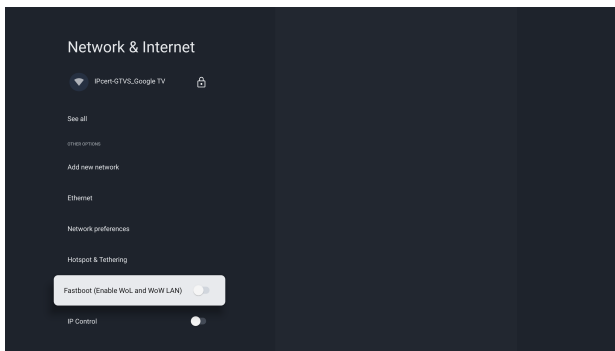 Network & Internet
IPcert-GTVS_Google TV
See all
OTHER OPTIONS
Add new network
Ethernet
Network preferences
Hotspot & Tethering
Fastboot (Enable WoL and WoW LAN)
IP Control